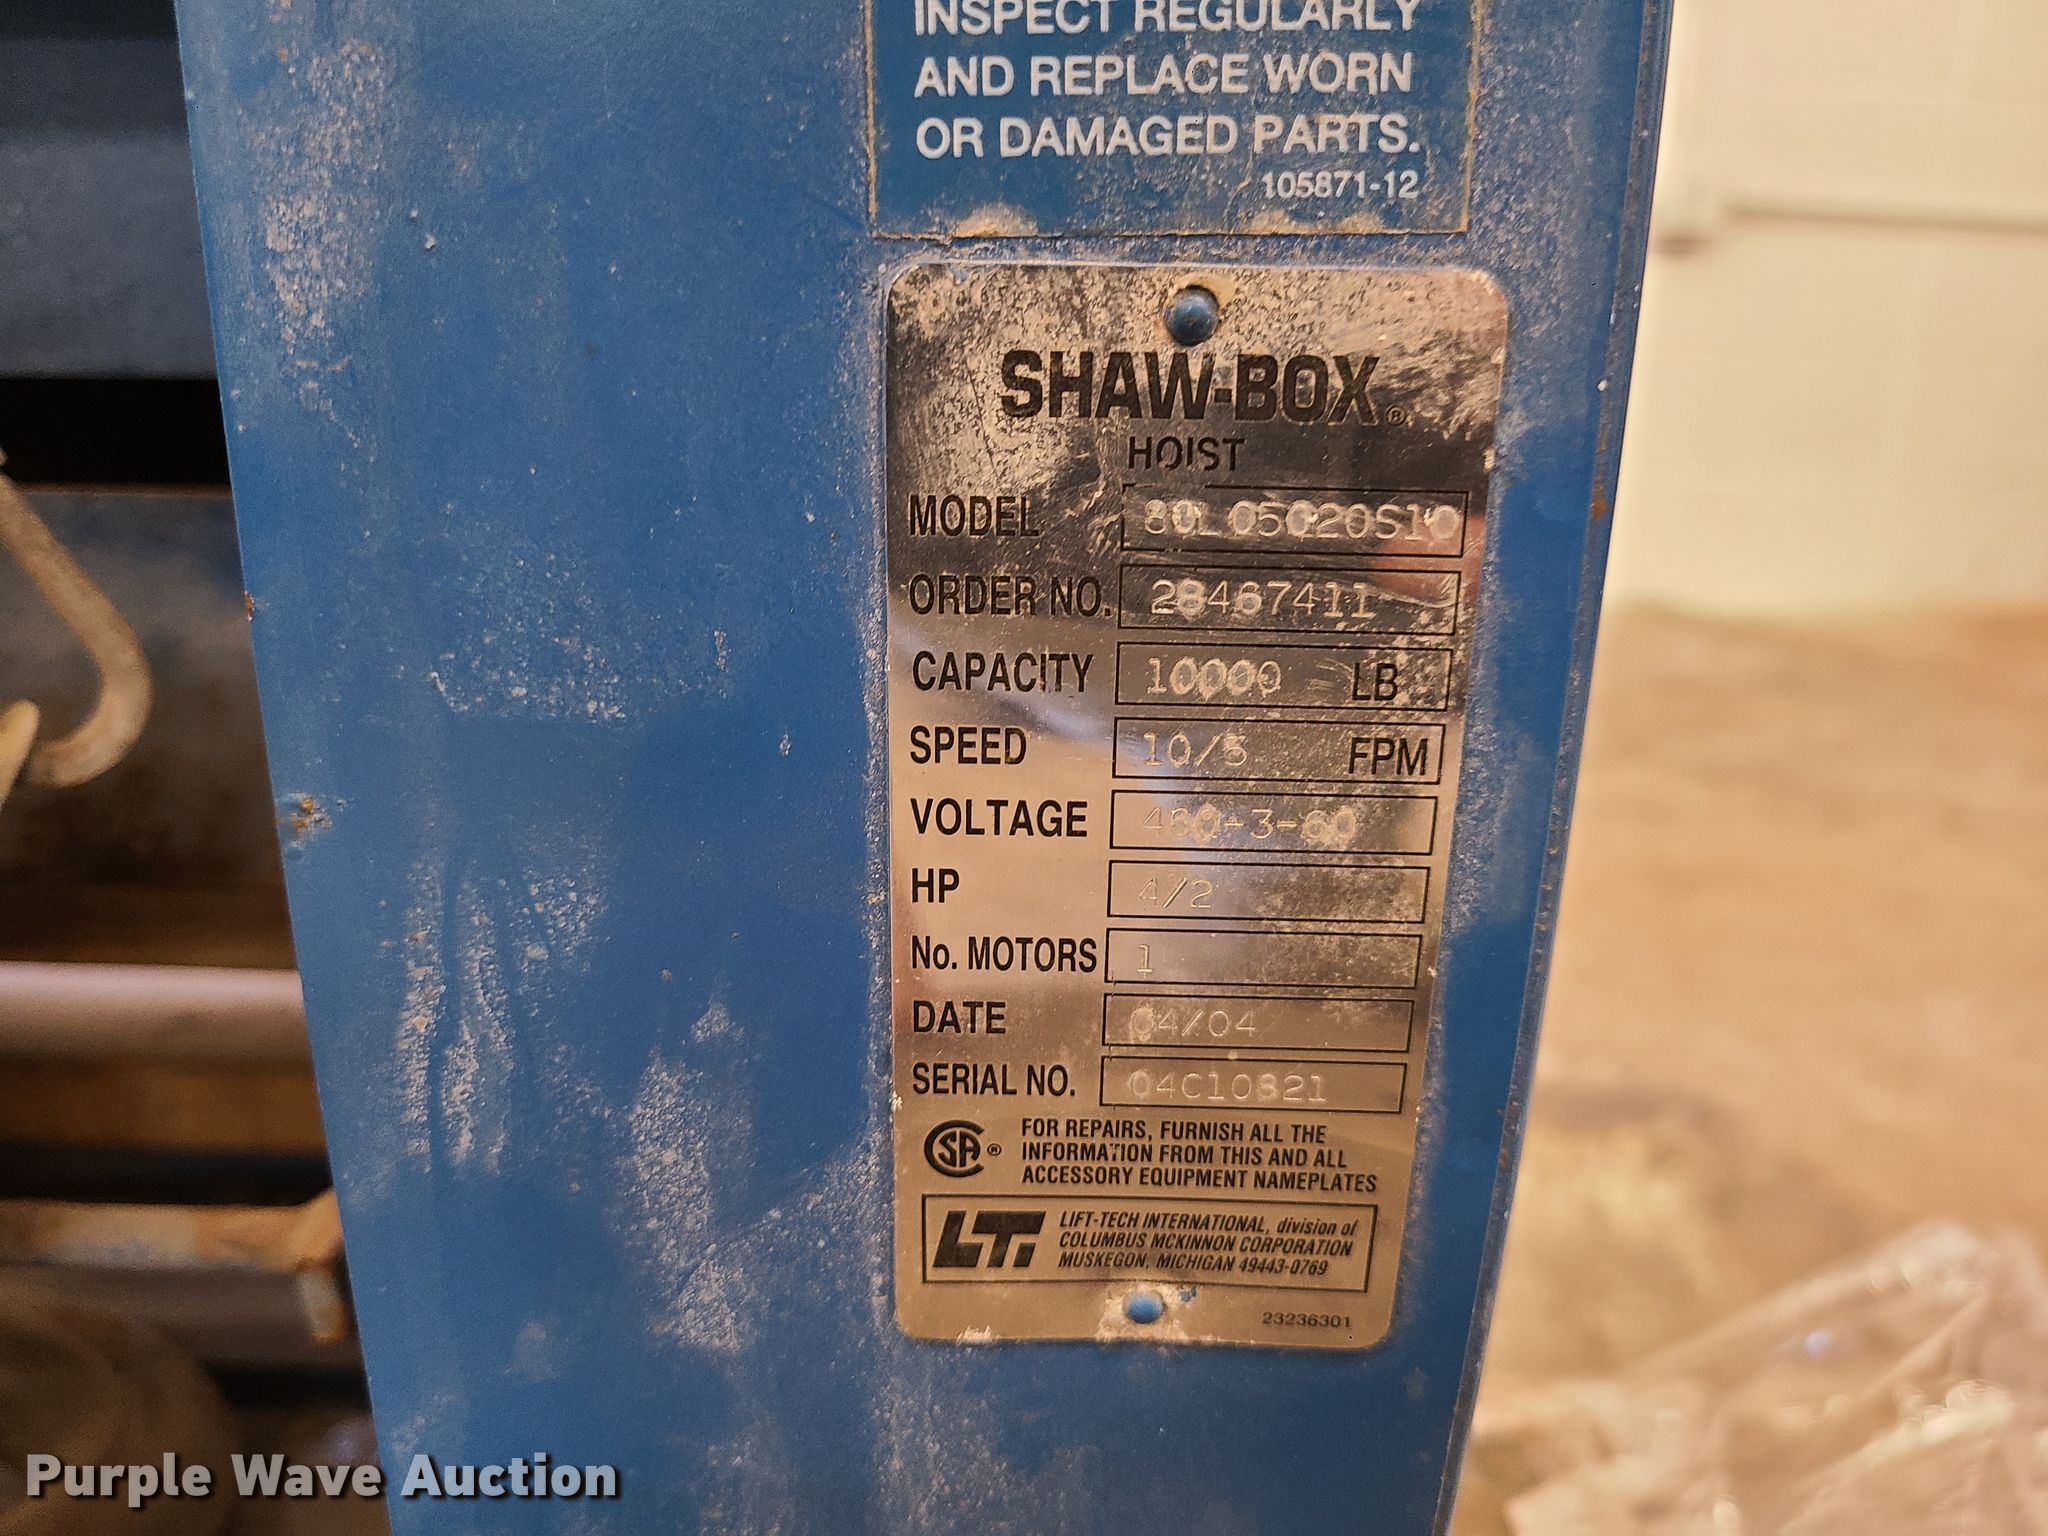 INSPECT REGULARLY
AND REPLACE WORN
OR DAMAGED PARTS.
105871-12
SHAW-BOX®
HOIST
MODEL 80L05020S10
ORDER NO. 28467411
CAPACITY 10000 LB
SPEED 10/5 FPM
VOLTAGE 460-3-60
HP 4/2
No. MOTORS 1
DATE 04/04
SERIAL NO.
SA® FOR REPAIRS, FURNISH ALL THE
INFORMATION FROM THIS AND ALL
ACCESSORY EQUIPMENT NAMEPLATES
LTi LIFT-TECH INTERNATIONAL, division of
COLUMBUS MCKINNON CORPORATION
MUSKEGON, MICHIGAN 49443-0769
23236301
Purple Wave Auction